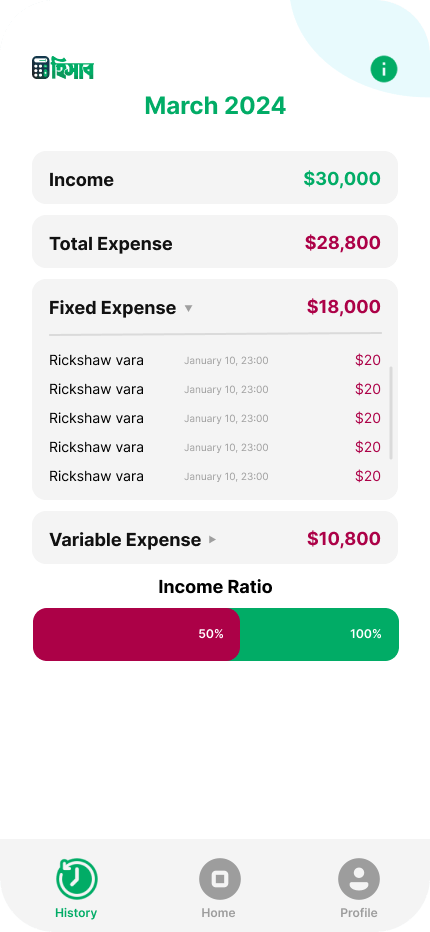 হিসাব
March 2024
Income $30,000
Total Expense $28,800
Fixed Expense $18,000
Rickshaw vara January 10, 23:00 $20
Rickshaw vara January 10, 23:00 $20
Rickshaw vara January 10, 23:00 $20
Rickshaw vara January 10, 23:00 $20
Rickshaw vara January 10, 23:00 $20
Variable Expense $10,800
Income Ratio
50% 100%
History Home Profile